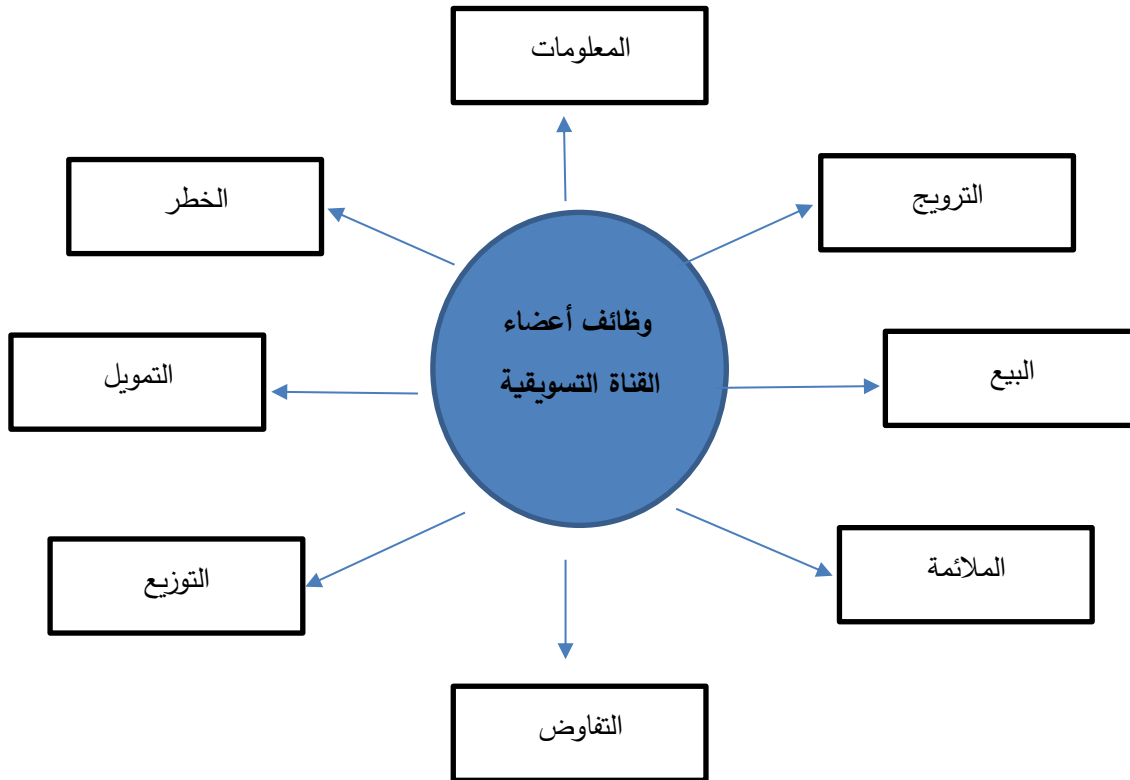 المعلومات
الترويج
الخطر
وظائف أعضاء
القناة التسويقية
البيع
التمويل
الملائمة
التوزيع
التفاوض